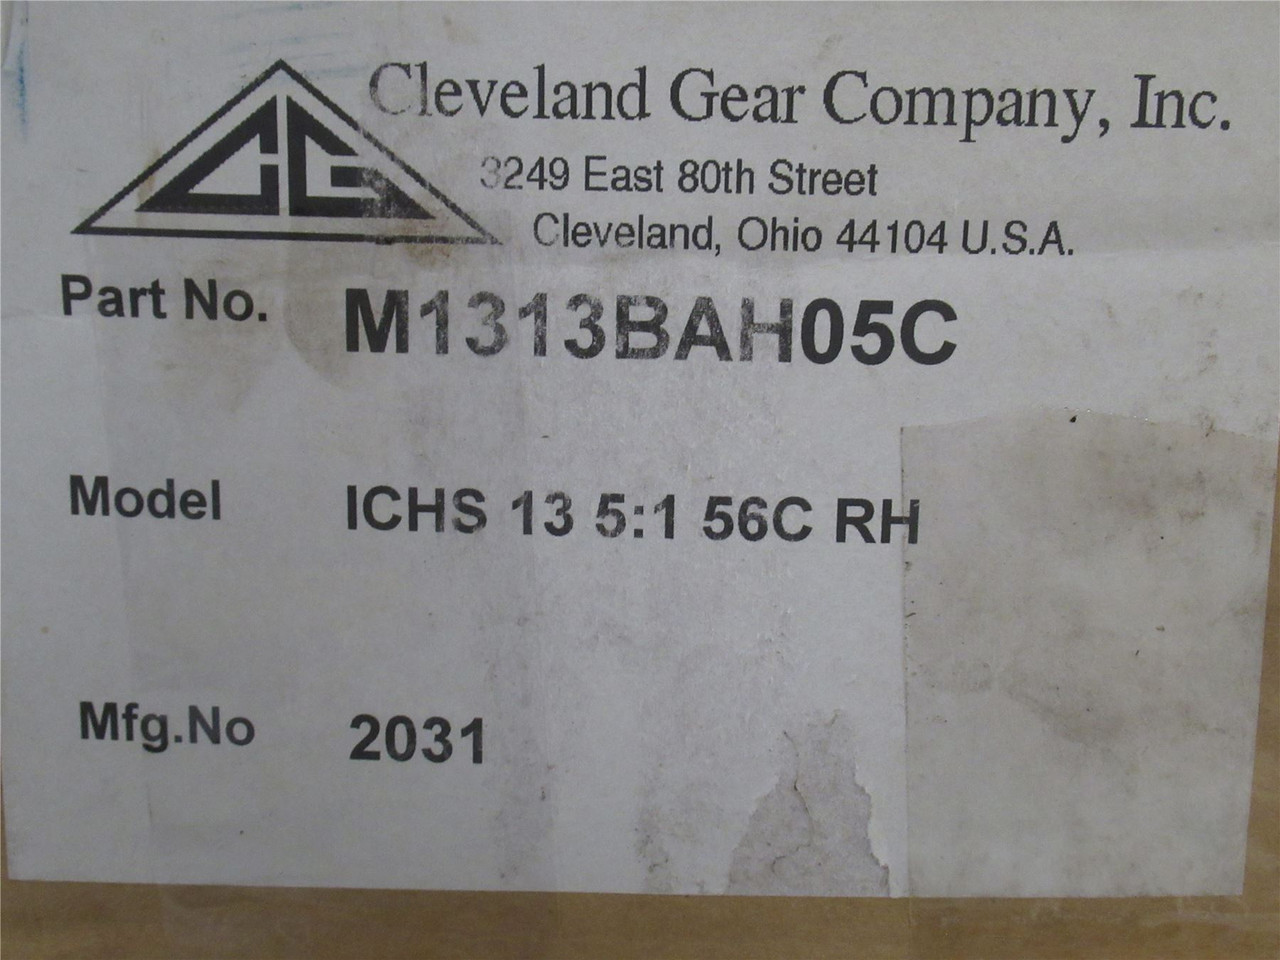 CG
Cleveland Gear Company, Inc.
3249 East 80th Street
Cleveland, Ohio 44104 U.S.A.
Part No. M1313BAH05C
Model ICHS 13 5:1 56C RH
Mfg.No 2031